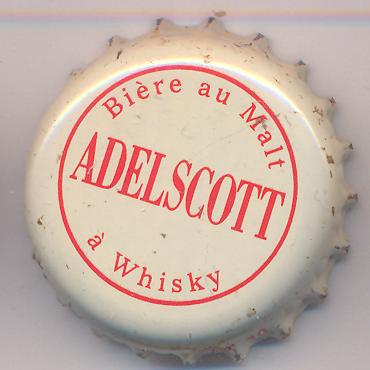 Bière au Malt
ADELSCOTT
à Whisky